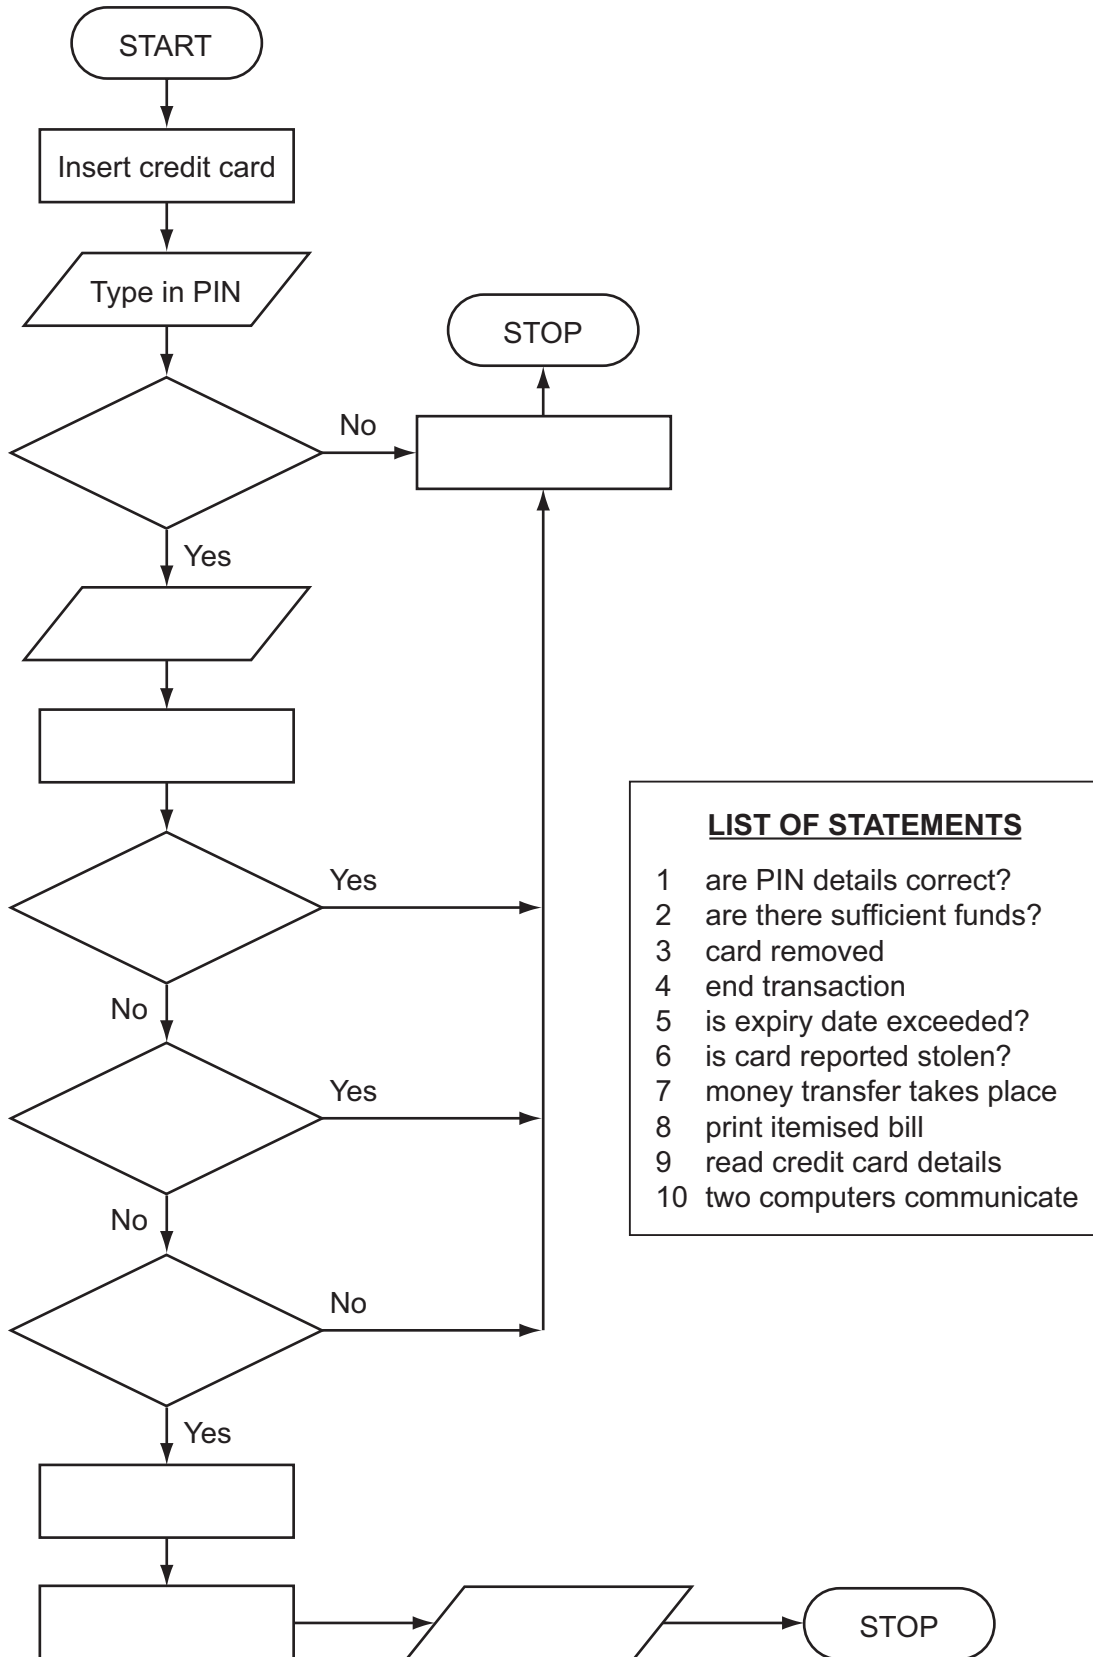 START
Insert credit card
Type in PIN
STOP
No
Yes
Yes
No
Yes
No
No
Yes
STOP
LIST OF STATEMENTS
1 are PIN details correct?
2 are there sufficient funds?
3 card removed
4 end transaction
5 is expiry date exceeded?
6 is card reported stolen?
7 money transfer takes place
8 print itemised bill
9 read credit card details
10 two computers communicate